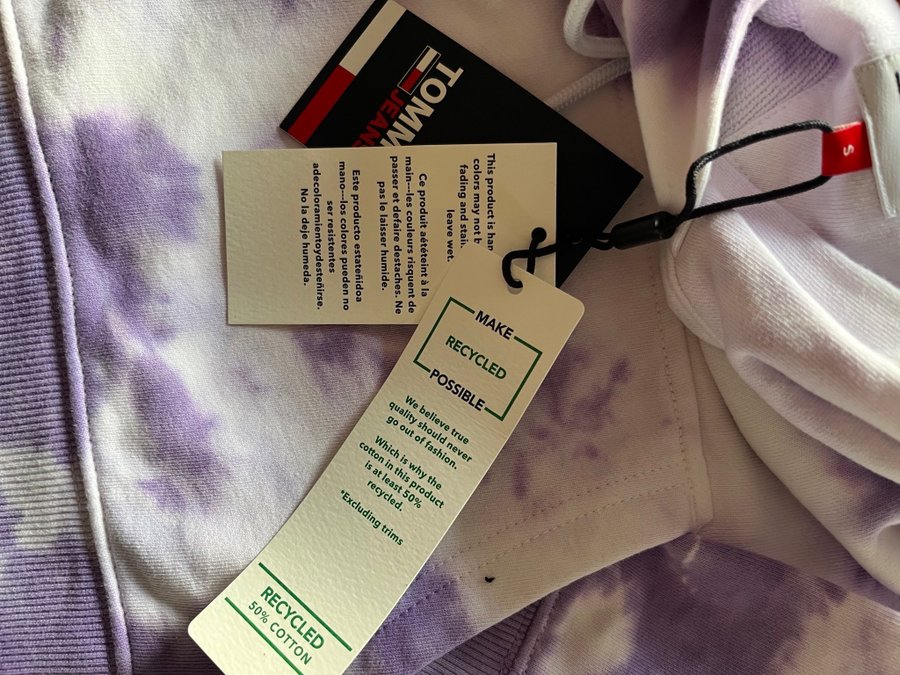 TOMM
JEANS
This product is han
colors may not b
fading and stai
leave wet.
Ce produit aététeint à la
main---les couleurs risquent de
passer et defaire destaches. Ne
pas le laisser humide.
Este producto estateñidoa
mano---los colores pueden no
ser resistentes
adecoloramientoydesteñirse.
No la deje humeda.
S
MAKE
RECYCLED
POSSIBLE
We believe true
quality should never
go out of fashion.
Which is why the
cotton in this product
is at least 50%
recycled.
*Excluding trims
RECYCLED
50% COTTON